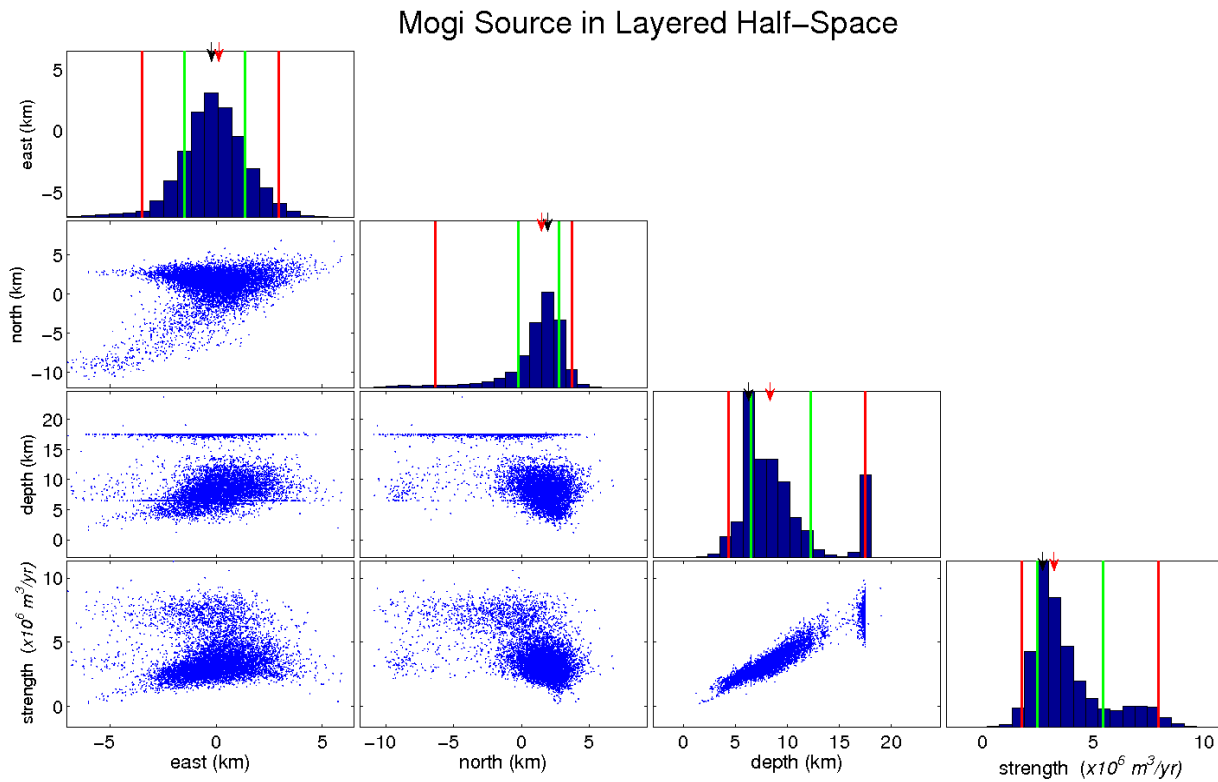 Mogi Source in Layered Half-Space
5
0
-5
east (km)
5
0
-5
-10
north (km)
20
15
10
5
0
depth (km)
10
5
0
strength (x10^6 m^3/yr)
-5 0 5
east (km)
-10 -5 0 5
north (km)
0 5 10 15 20
depth (km)
0 5 10
strength (x10^6 m^3/yr)